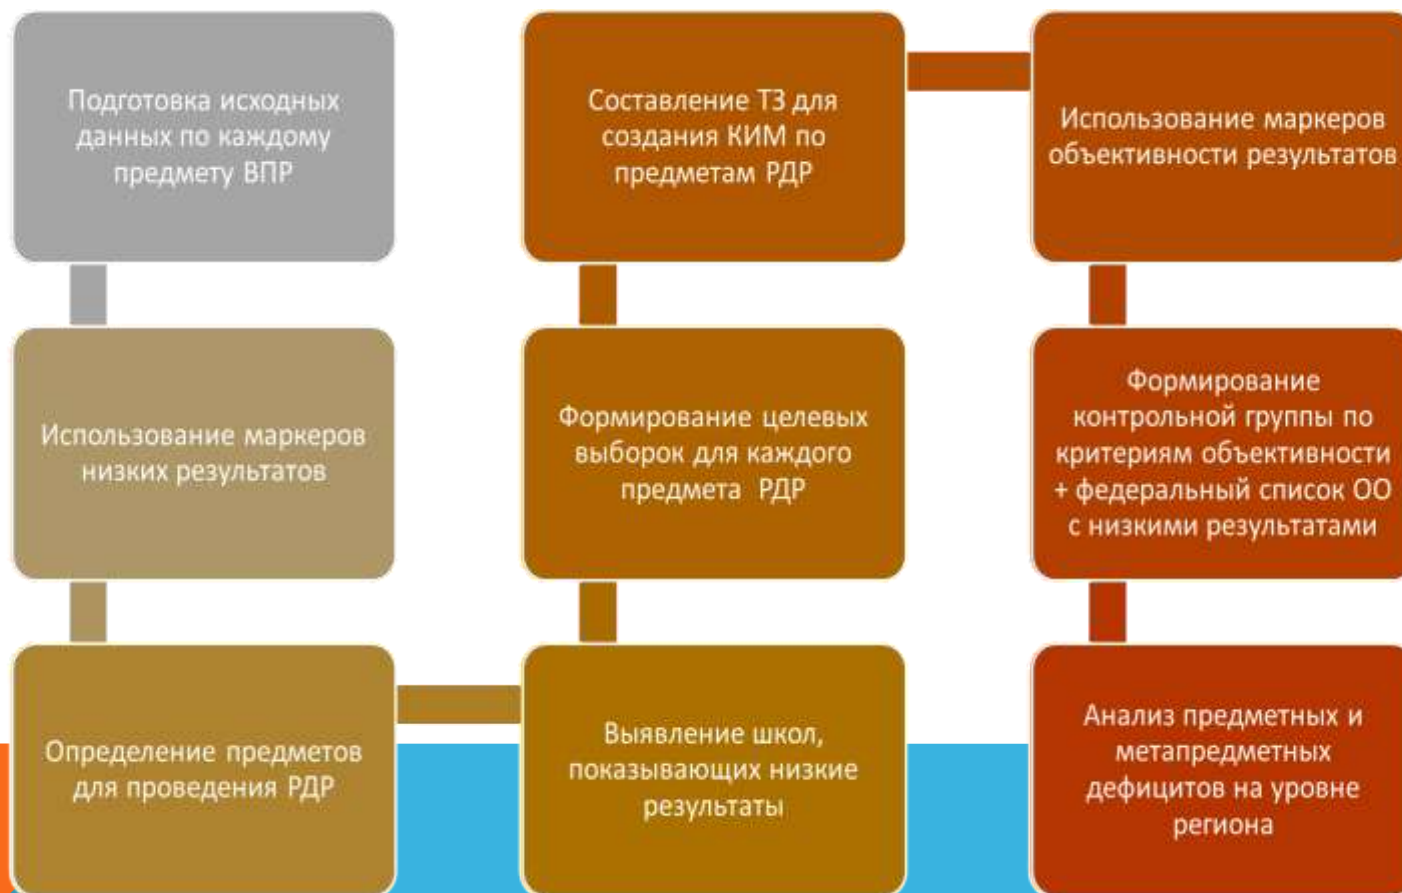 Подготовка исходных
данных по каждому
предмету ВПР
Использование маркеров
низких результатов
Определение предметов
для проведения РДР
Выявление школ,
показывающих низкие
результаты
Формирование целевых
выборок для каждого
предмета РДР
Составление ТЗ для
создания КИМ по
предметам РДР
Использование маркеров
объективности результатов
Формирование
контрольной группы по
критериям объективности
+ федеральный список ОО
с низкими результатами
Анализ предметных и
метапредметных
дефицитов на уровне
региона